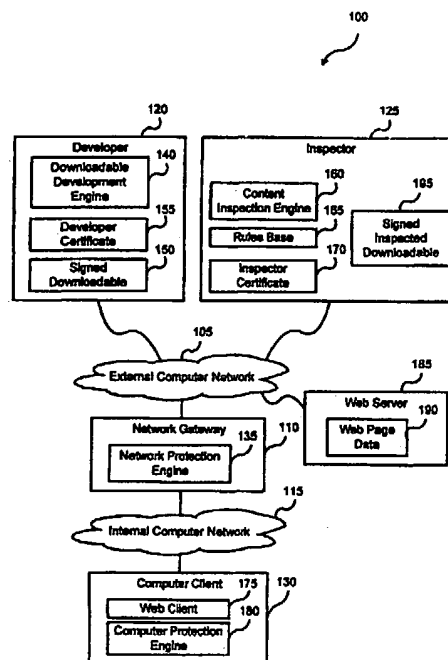 100
120
125
Developer
Inspector
Downloadable
Development
Engine
140
Developer
Certificate
155
Signed
Downloadable
150
Content
Inspection Engine
160
Rules Base
165
Inspector
Certificate
170
Signed
Inspected
Downloadable
195
105
External Computer Network
185
Web Server
Web Page
Data
190
Network Gateway
110
Network Protection
Engine
135
115
Internal Computer Network
Computer Client
130
Web Client
175
Computer Protection
Engine
180